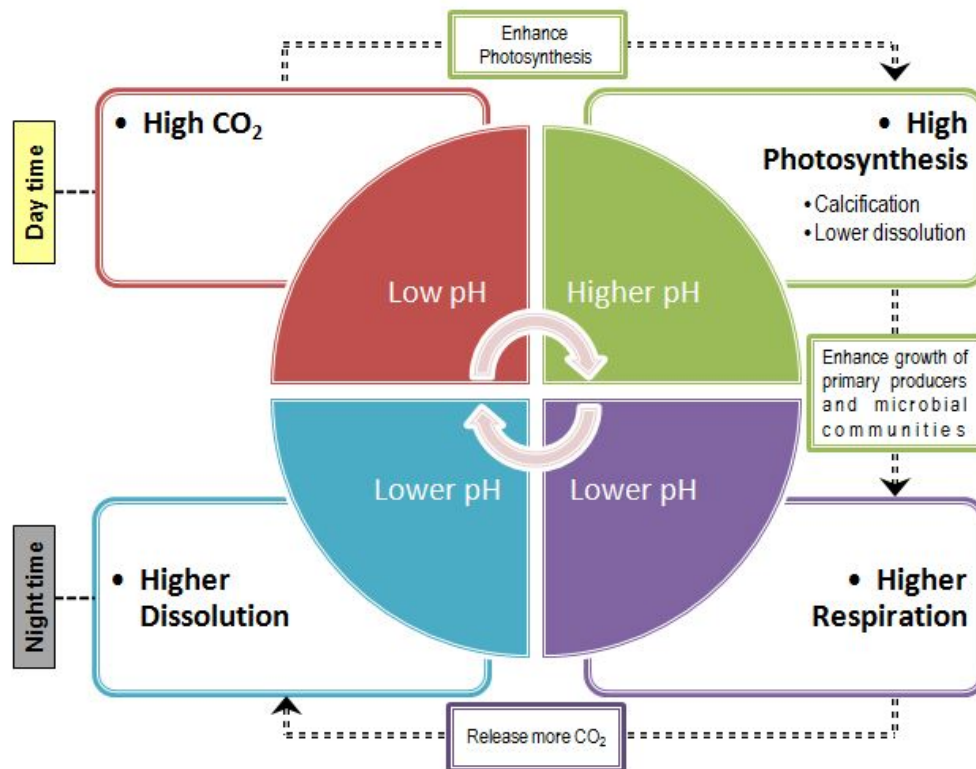 Enhance
Photosynthesis
• High CO₂
• High
Photosynthesis
• Calcification
• Lower dissolution
Day time
Low pH
Higher pH
Enhance growth of
primary producers
and microbial
communities
Lower pH
Lower pH
Night time
• Higher
Dissolution
• Higher
Respiration
Release more CO₂